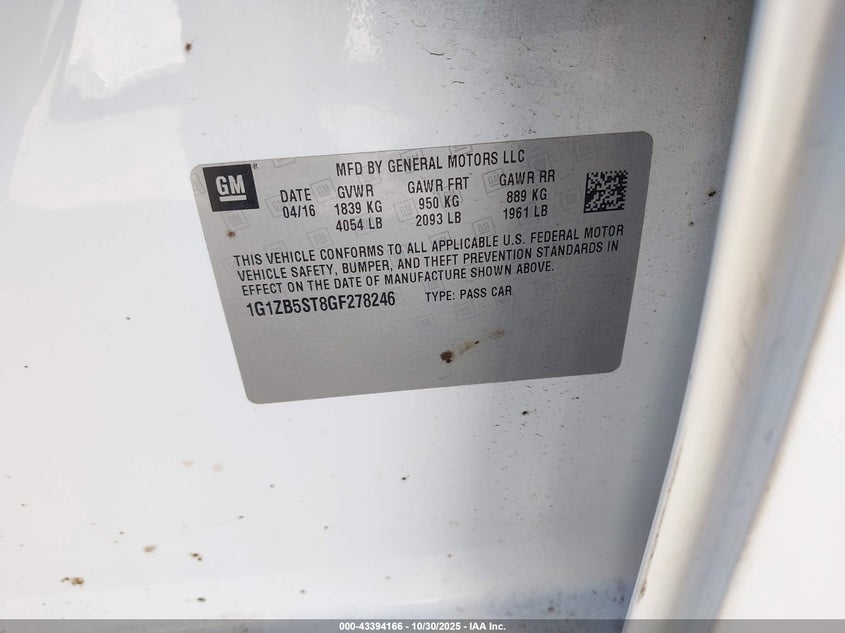 MFD BY GENERAL MOTORS LLC
GM
DATE GVWR GAWR FRT GAWR RR
04/16 1839 KG 950 KG 889 KG
4054 LB 2093 LB 1961 LB
THIS VEHICLE CONFORMS TO ALL APPLICABLE U.S. FEDERAL MOTOR
VEHICLE SAFETY, BUMPER, AND THEFT PREVENTION STANDARDS IN
EFFECT ON THE DATE OF MANUFACTURE SHOWN ABOVE.
1G1ZB5ST8GF278246 TYPE: PASS CAR
000-43394166 - 10/30/2025 - IAA Inc.